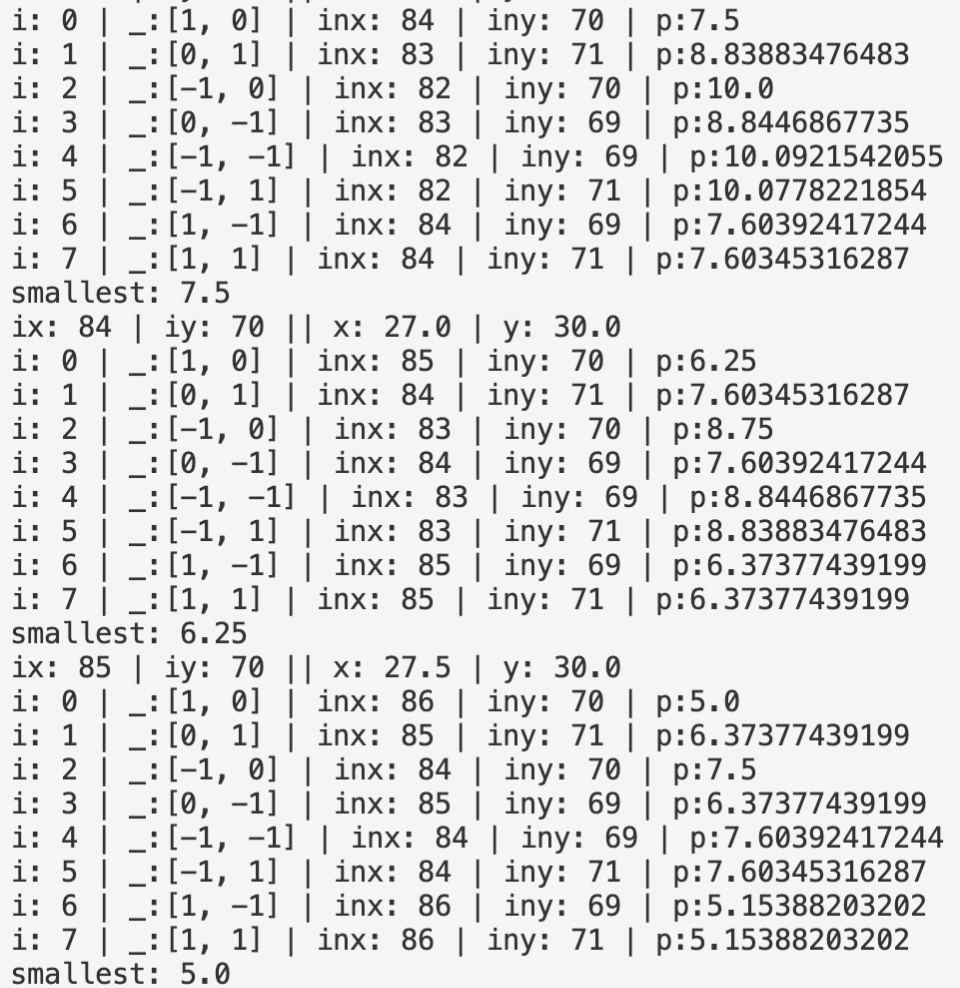 i: 0 | _:[1, 0] | inx: 84 | iny: 70 | p:7.5
i: 1 | _:[0, 1] | inx: 83 | iny: 71 | p:8.83883476483
i: 2 | _:[-1, 0] | inx: 82 | iny: 70 | p:10.0
i: 3 | _:[0, -1] | inx: 83 | iny: 69 | p:8.8446867735
i: 4 | _:[-1, -1] | inx: 82 | iny: 69 | p:10.0921542055
i: 5 | _:[-1, 1] | inx: 82 | iny: 71 | p:10.0778221854
i: 6 | _:[1, -1] | inx: 84 | iny: 69 | p:7.60392417244
i: 7 | _:[1, 1] | inx: 84 | iny: 71 | p:7.60345316287
smallest: 7.5
ix: 84 | iy: 70 || x: 27.0 | y: 30.0
i: 0 | _:[1, 0] | inx: 85 | iny: 70 | p:6.25
i: 1 | _:[0, 1] | inx: 84 | iny: 71 | p:7.60345316287
i: 2 | _:[-1, 0] | inx: 83 | iny: 70 | p:8.75
i: 3 | _:[0, -1] | inx: 84 | iny: 69 | p:7.60392417244
i: 4 | _:[-1, -1] | inx: 83 | iny: 69 | p:8.8446867735
i: 5 | _:[-1, 1] | inx: 83 | iny: 71 | p:8.83883476483
i: 6 | _:[1, -1] | inx: 85 | iny: 69 | p:6.37377439199
i: 7 | _:[1, 1] | inx: 85 | iny: 71 | p:6.37377439199
smallest: 6.25
ix: 85 | iy: 70 || x: 27.5 | y: 30.0
i: 0 | _:[1, 0] | inx: 86 | iny: 70 | p:5.0
i: 1 | _:[0, 1] | inx: 85 | iny: 71 | p:6.37377439199
i: 2 | _:[-1, 0] | inx: 84 | iny: 70 | p:7.5
i: 3 | _:[0, -1] | inx: 85 | iny: 69 | p:6.37377439199
i: 4 | _:[-1, -1] | inx: 84 | iny: 69 | p:7.60392417244
i: 5 | _:[-1, 1] | inx: 84 | iny: 71 | p:7.60345316287
i: 6 | _:[1, -1] | inx: 86 | iny: 69 | p:5.15388203202
i: 7 | _:[1, 1] | inx: 86 | iny: 71 | p:5.15388203202
smallest: 5.0